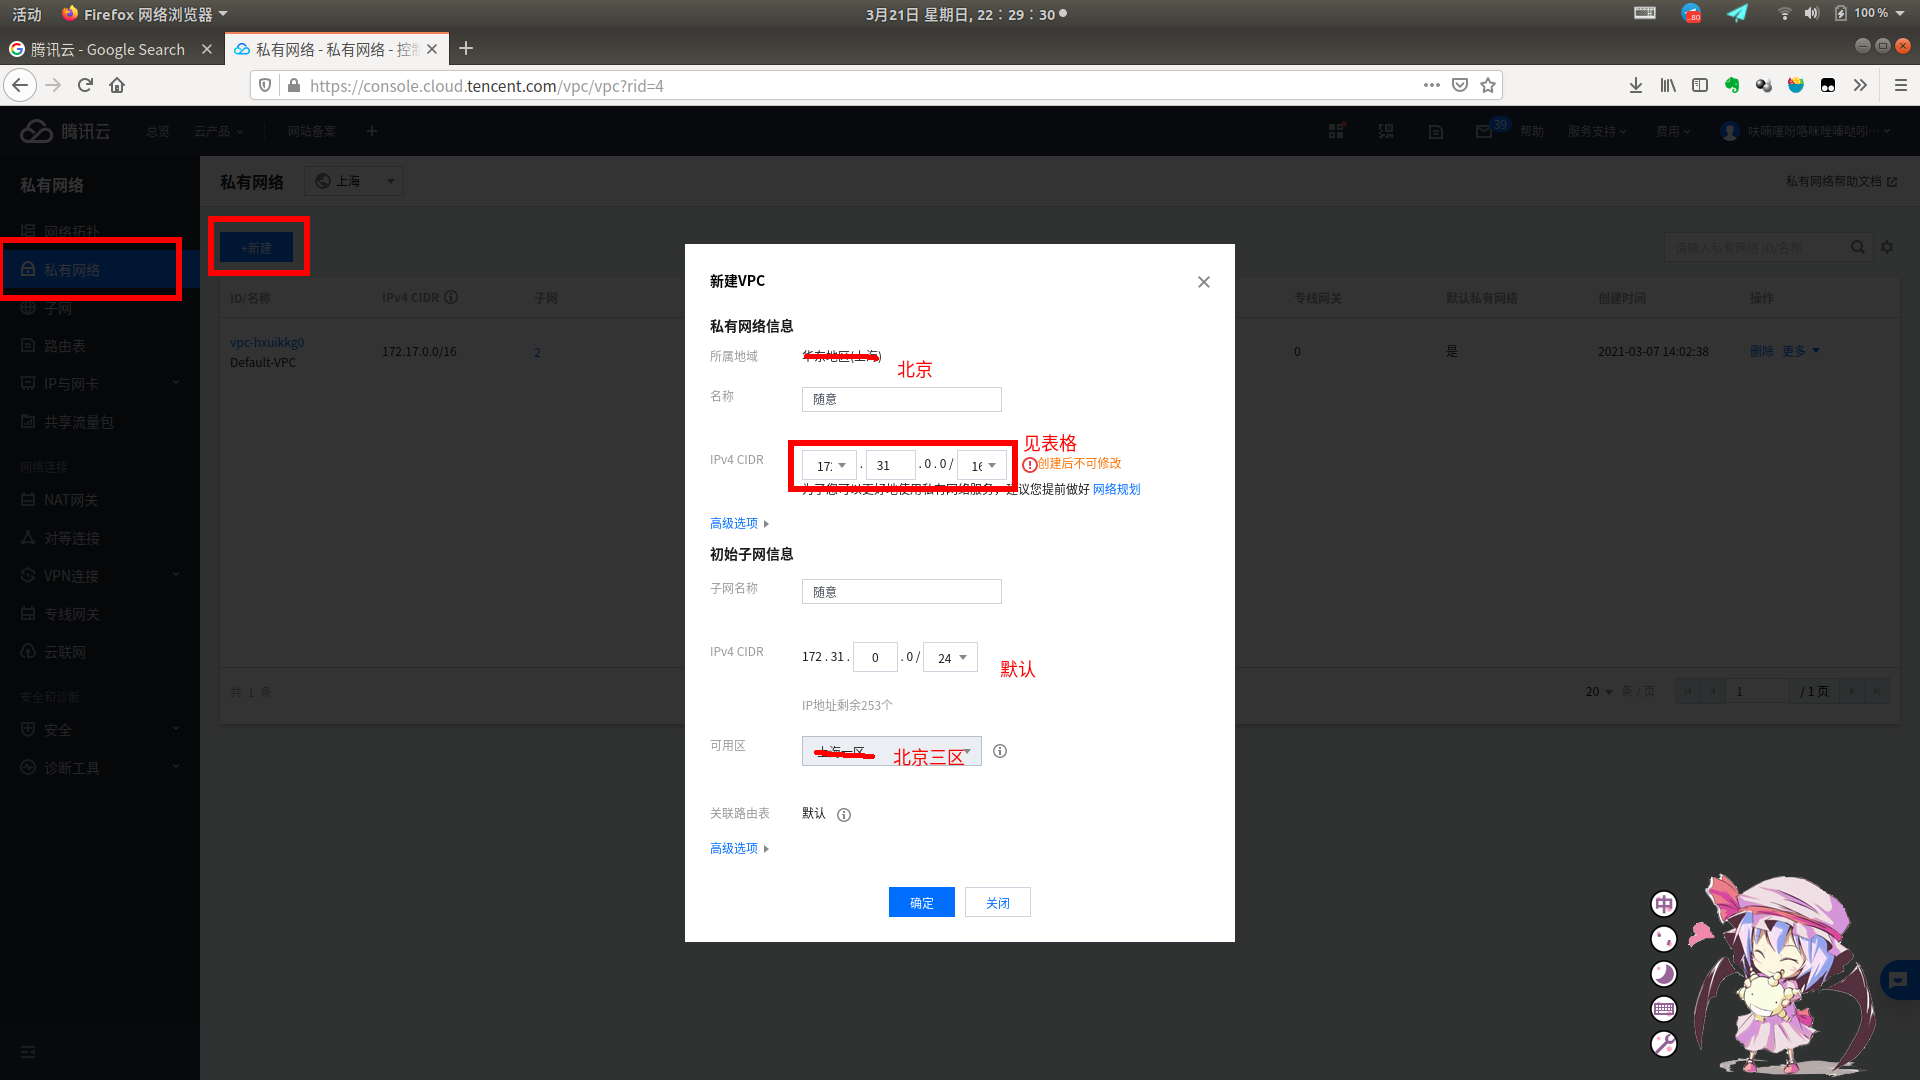 活动
Firefox 网络浏览器
3月21日 星期日, 22：29：30
80
100 %
腾讯云 - Google Search
私有网络 - 私有网络 - 控制
https://console.cloud.tencent.com/vpc/vpc?rid=4
腾讯云
总览
云产品
网站备案
39
帮助
服务支持
费用
私有网络
私有网络
上海
私有网络帮助文档
网络拓扑
+新建
请输入私有网络 ID/名称
私有网络
子网
路由表
IP与网卡
共享流量包
网络连接
NAT网关
对等连接
VPN连接
专线网关
云联网
安全和诊断
安全
诊断工具
ID/名称
IPv4 CIDR
子网
专线网关
默认私有网络
创建时间
操作
vpc-hxuikkg0
Default-VPC
172.17.0.0/16
2
0
是
2021-03-07 14:02:38
删除 更多
共 1 条
20
条 / 页
1
/ 1 页
新建VPC
私有网络信息
所属地域
华东地区(上海)
北京
名称
随意
见表格
IPv4 CIDR
172
.
31
. 0 . 0 /
16
创建后不可修改
为了您可以更好地使用私有网络服务，建议您提前做好 网络规划
高级选项
初始子网信息
子网名称
随意
IPv4 CIDR
172 . 31 .
0
. 0 /
24
默认
IP地址剩余253个
可用区
上海一区
北京三区
关联路由表
默认
高级选项
确定
关闭
中